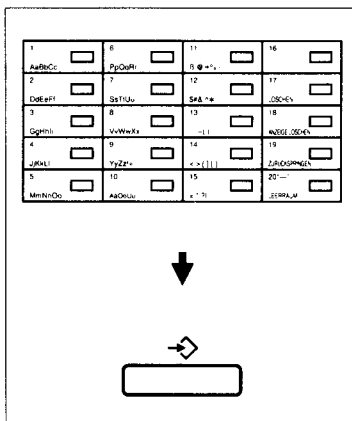 1 6 11 16
AaBbCc PpQqRr
2 7 12 17
DdEeFf SsTtUu S#& ^* LÖSCHEN
3 8 13 18
GgHhIi VvWwXx ANZEIGE LÖSCHEN
4 9 14 19
JjKkLl YyZz!+ < > ( ) [ ] ZURÜCKSPRINGEN
5 10 15 20"—"
MmNnOo ÄäÖöÜü LEERRAUM